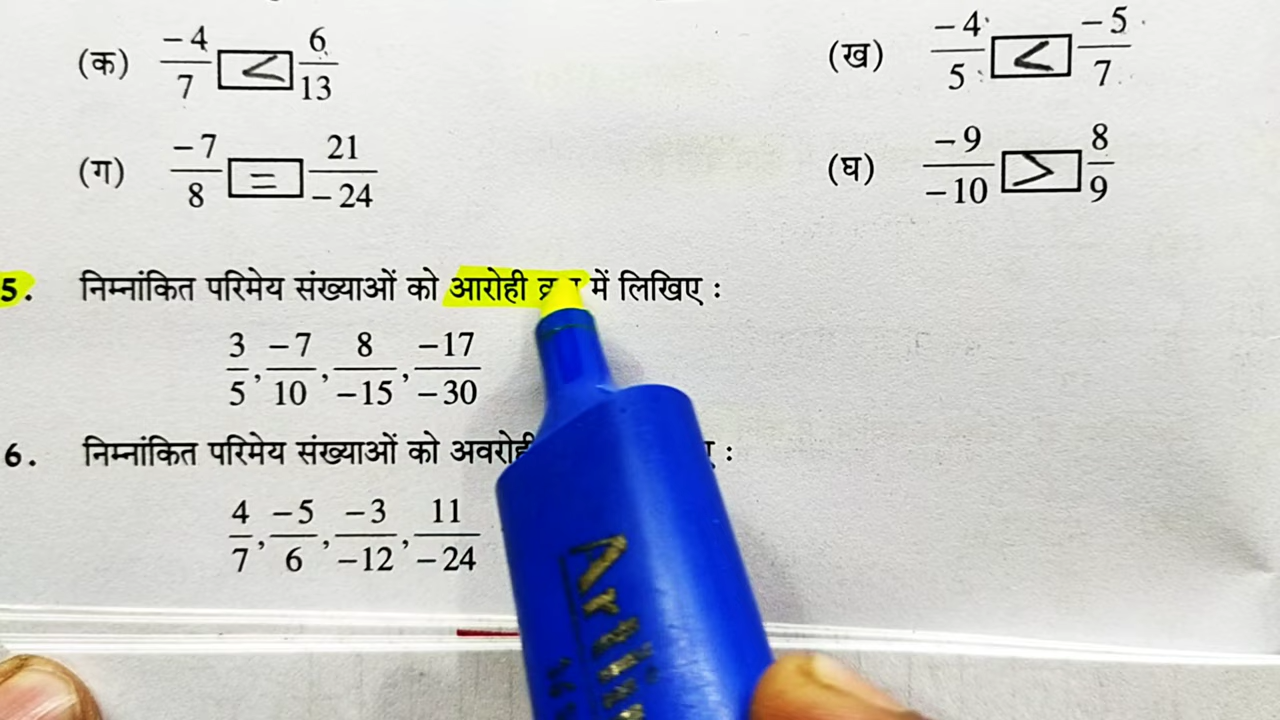 (क) -4/7 < 6/13 (ख) -4/5 < -5/7
(ग) -7/8 = 21/-24 (घ) -9/-10 > 8/9
5. निम्नांकित परिमेय संख्याओं को आरोही में लिखिए :
3/5, -7/10, 8/-15, -17/-30
6. निम्नांकित परिमेय संख्याओं को :
4/7, -5/6, -3/-12, 11/-24